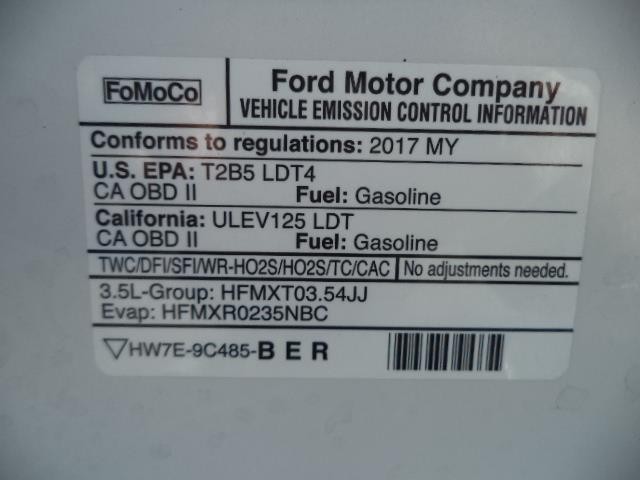 FoMoCo
Ford Motor Company
VEHICLE EMISSION CONTROL INFORMATION
Conforms to regulations: 2017 MY
U.S. EPA: T2B5 LDT4
CA OBD II Fuel: Gasoline
California: ULEV125 LDT
CA OBD II Fuel: Gasoline
TWC/DFI/SFI/WR-HO2S/HO2S/TC/CAC No adjustments needed.
3.5L-Group: HFMXT03.54JJ
Evap: HFMXR0235NBC
HW7E-9C485-B E R